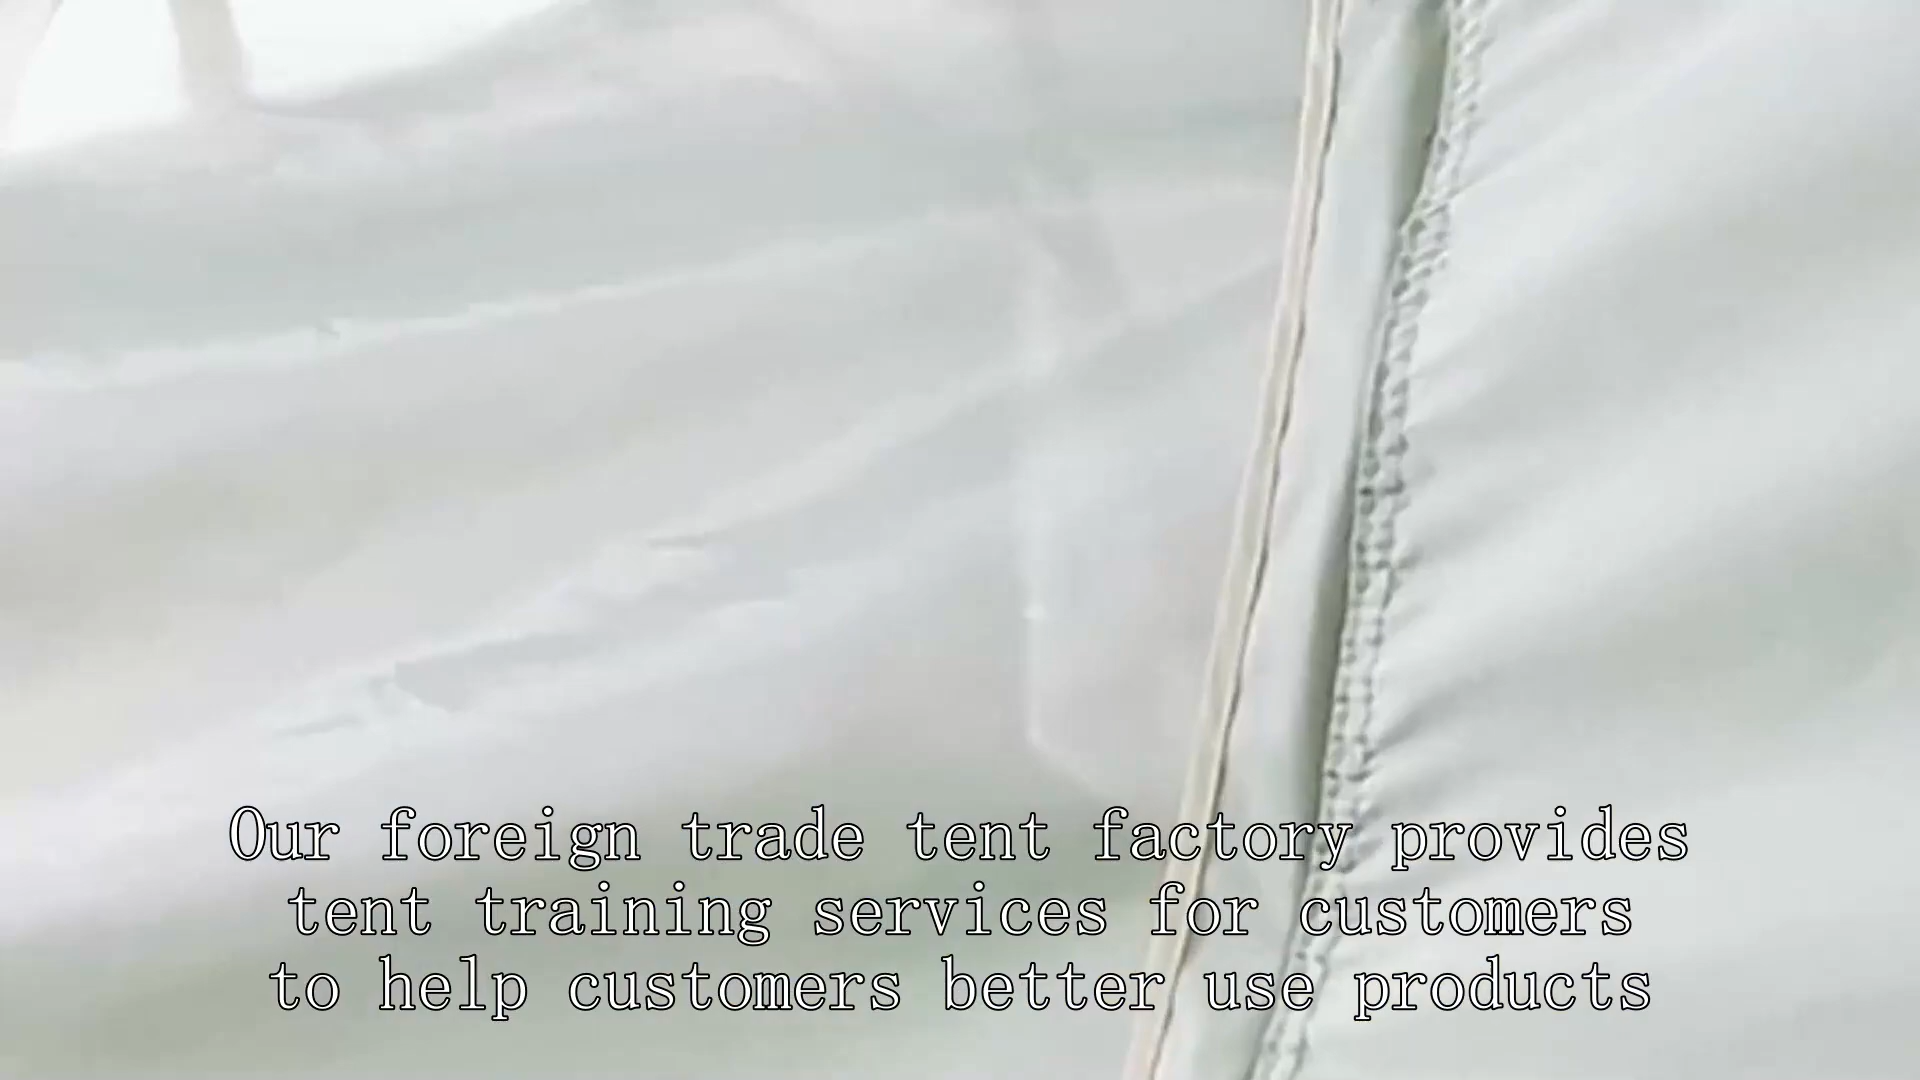 Our foreign trade tent factory provides
tent training services for customers
to help customers better use products